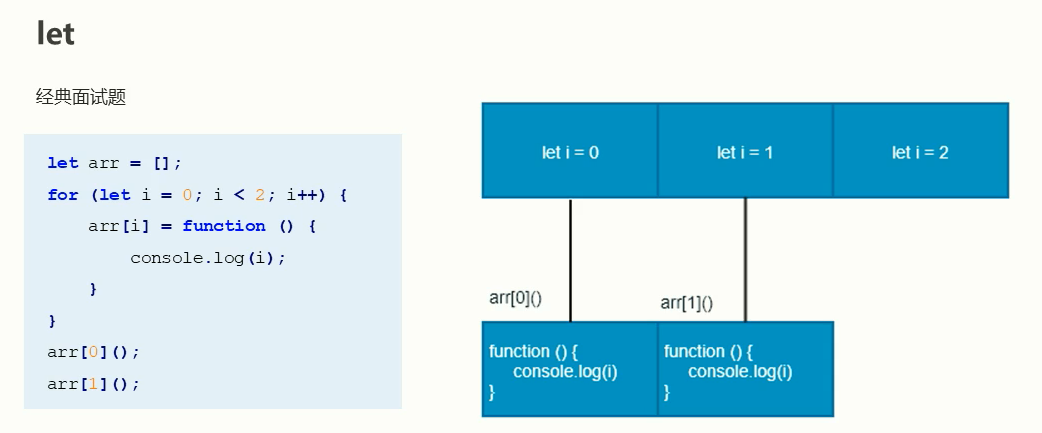 let
经典面试题
let arr = [];
for (let i = 0; i < 2; i++) {
    arr[i] = function () {
        console.log(i);
    }
}
arr[0]();
arr[1]();
let i = 0
let i = 1
let i = 2
arr[0]()
arr[1]()
function () {
    console.log(i)
}
function () {
    console.log(i)
}